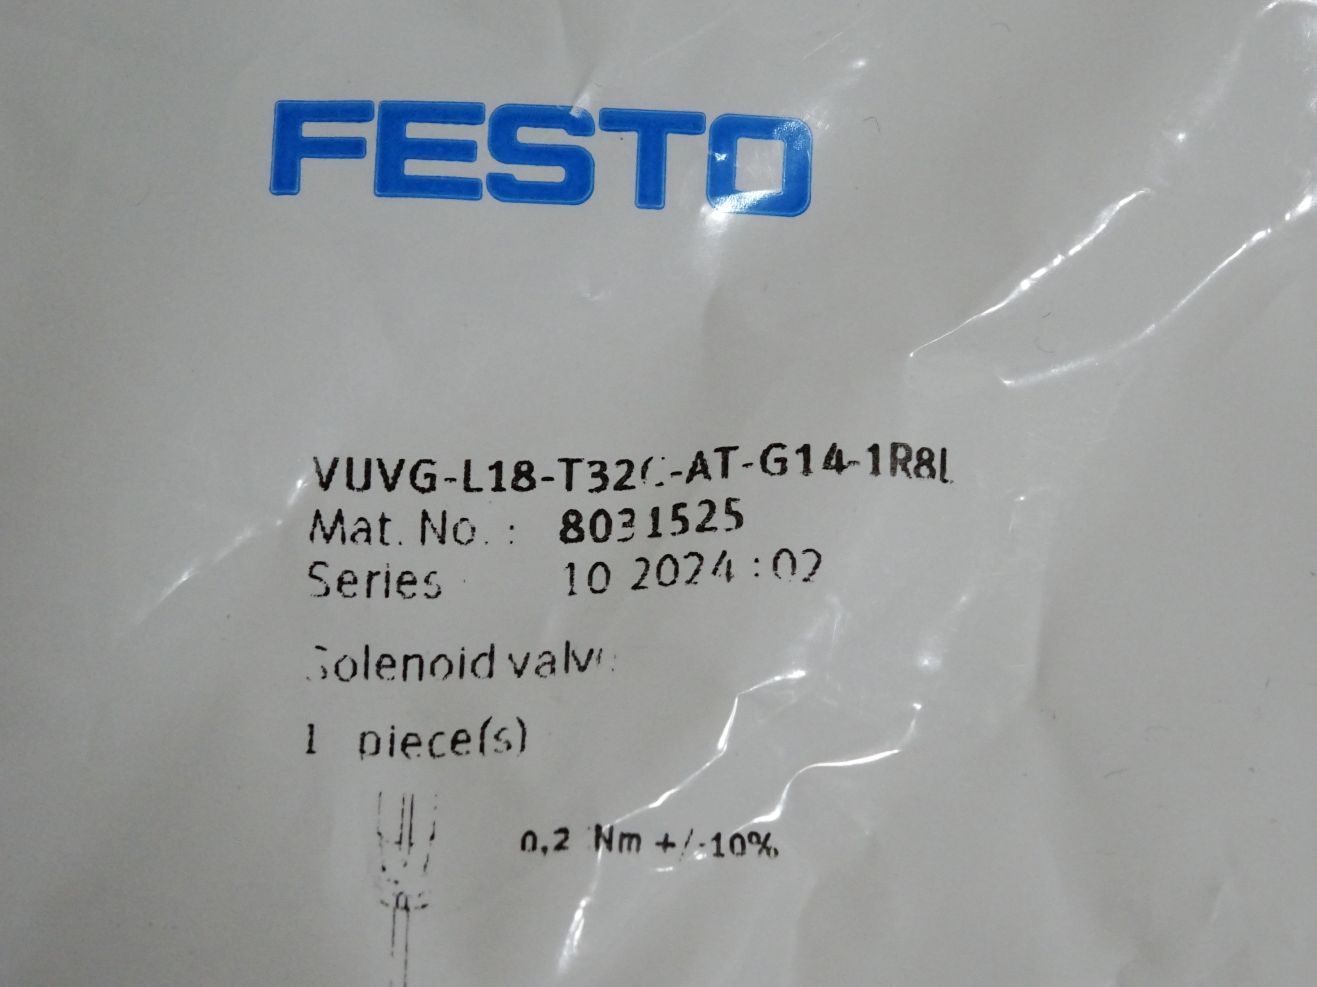 FESTO
VUVG-L18-T32C-AT-G14-1R8L
Mat. No. : 8031525
Series 10 2024 : 02
Solenoid valve
1 piece(s)
0,2 Nm +/-10%